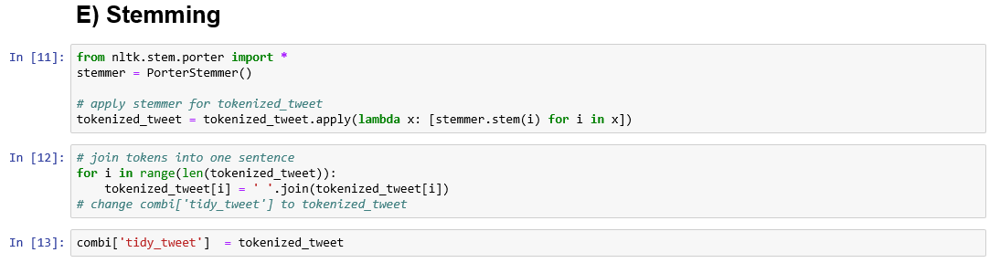 E) Stemming
In [11]: from nltk.stem.porter import *
stemmer = PorterStemmer()
# apply stemmer for tokenized_tweet
tokenized_tweet = tokenized_tweet.apply(lambda x: [stemmer.stem(i) for i in x])
In [12]: # join tokens into one sentence
for i in range(len(tokenized_tweet)):
    tokenized_tweet[i] = ' '.join(tokenized_tweet[i])
# change combi['tidy_tweet'] to tokenized_tweet
In [13]: combi['tidy_tweet']  = tokenized_tweet